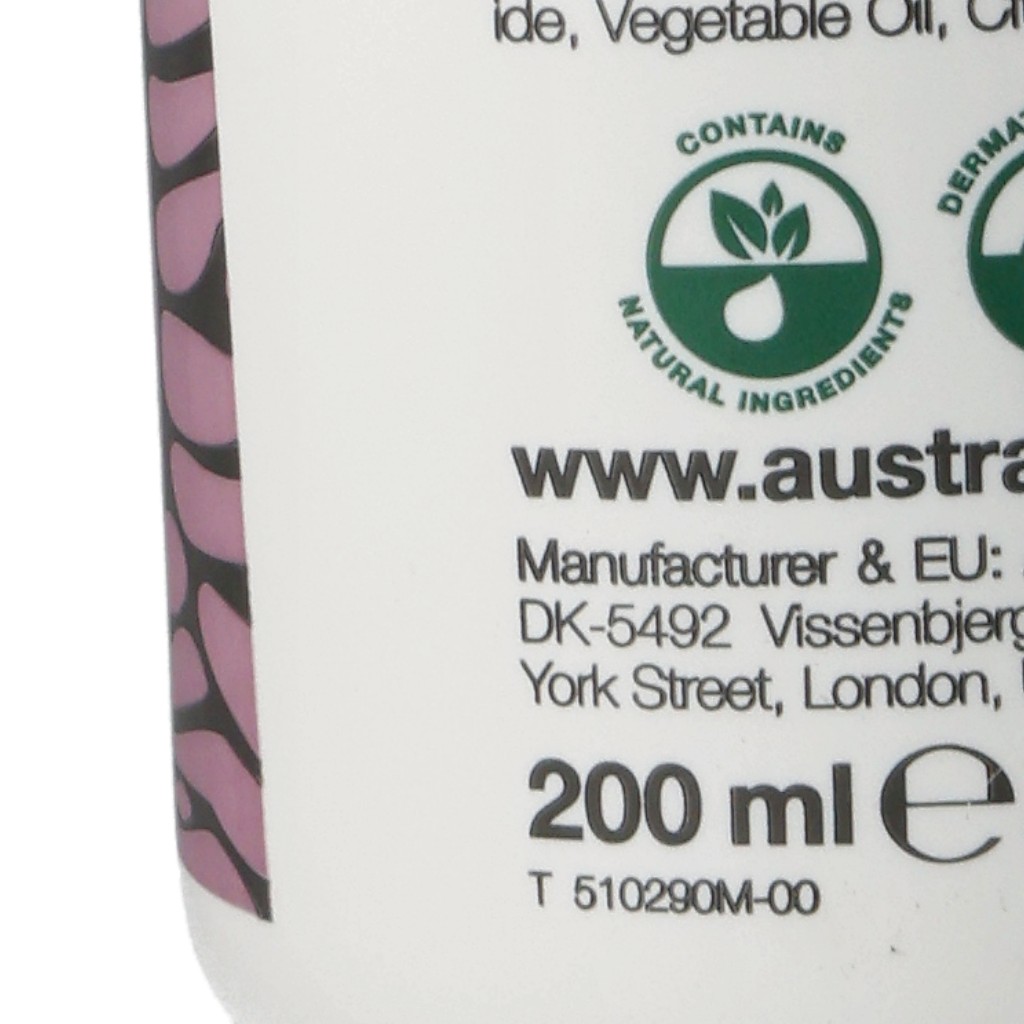 ide, Vegetable Oil,
CONTAINS
NATURAL INGREDIENTS
www.austra
Manufacturer & EU:
DK-5492 Vissenbjerg
York Street, London,
200 ml e
T 510290M-00